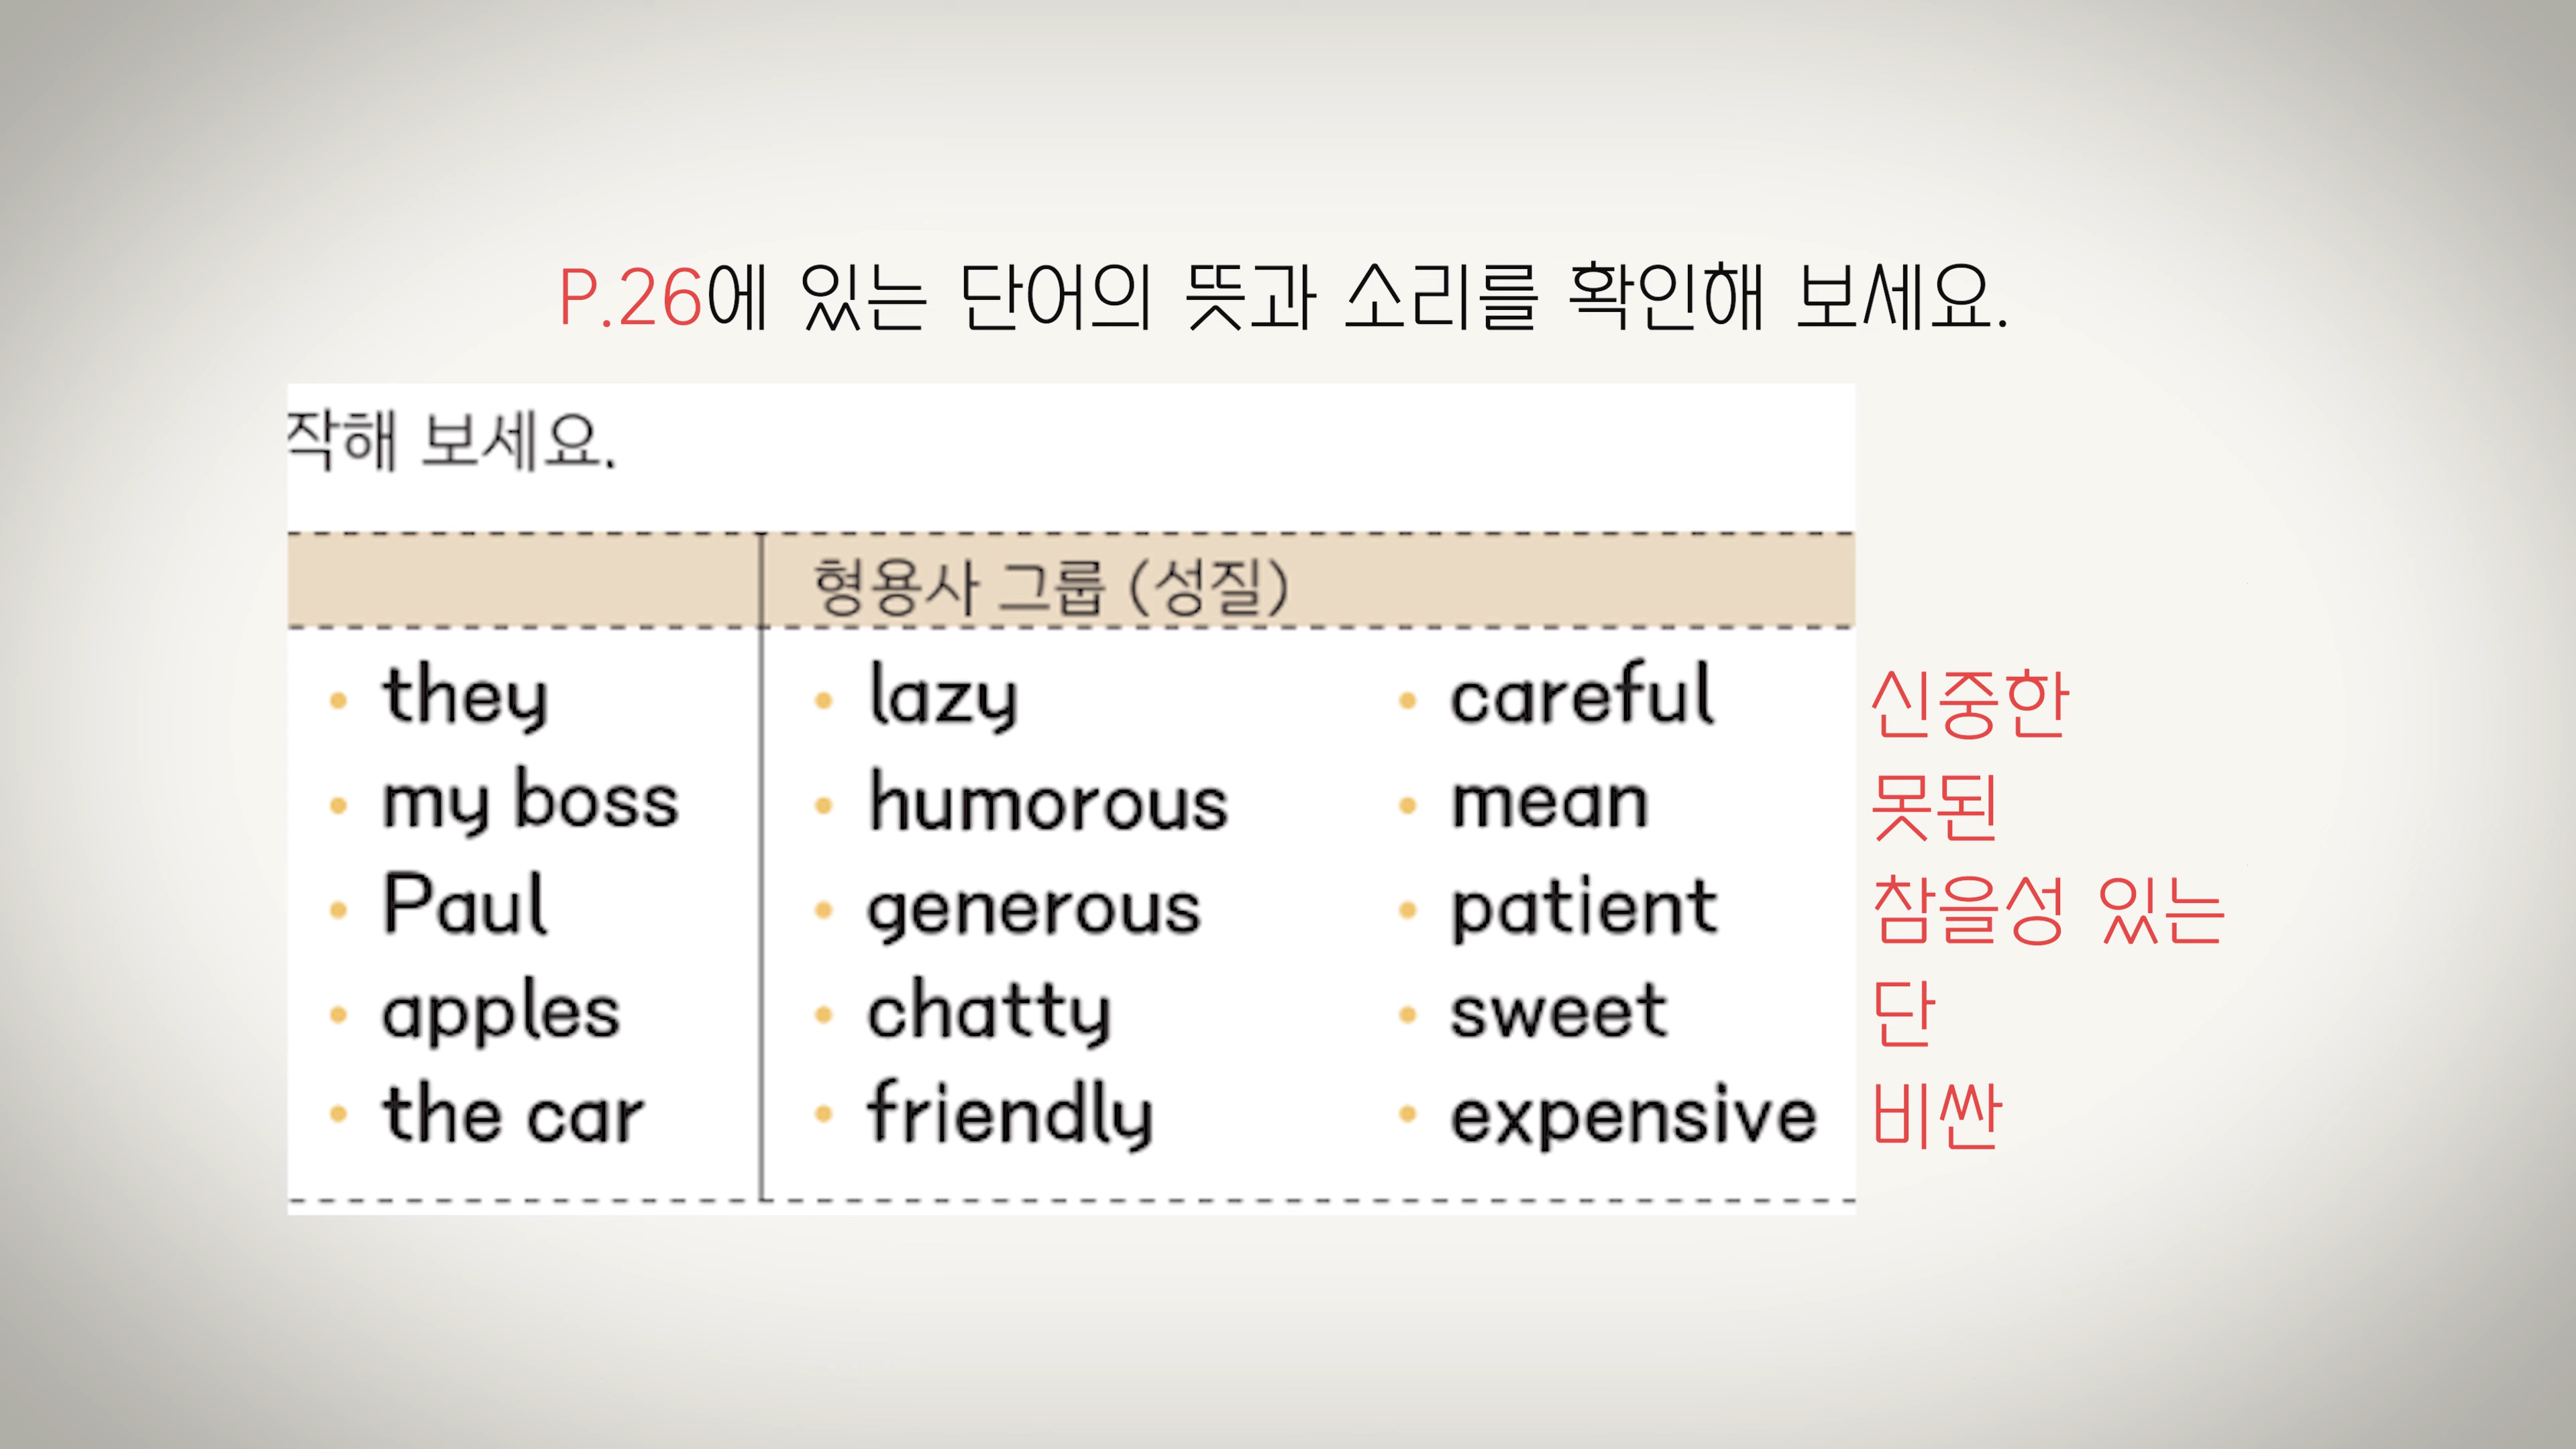 P.26에 있는 단어의 뜻과 소리를 확인해 보세요.
작해 보세요.
형용사 그룹 (성질)
they lazy careful 신중한
my boss humorous mean 못된
Paul generous patient 참을성 있는
apples chatty sweet 단
the car friendly expensive 비싼